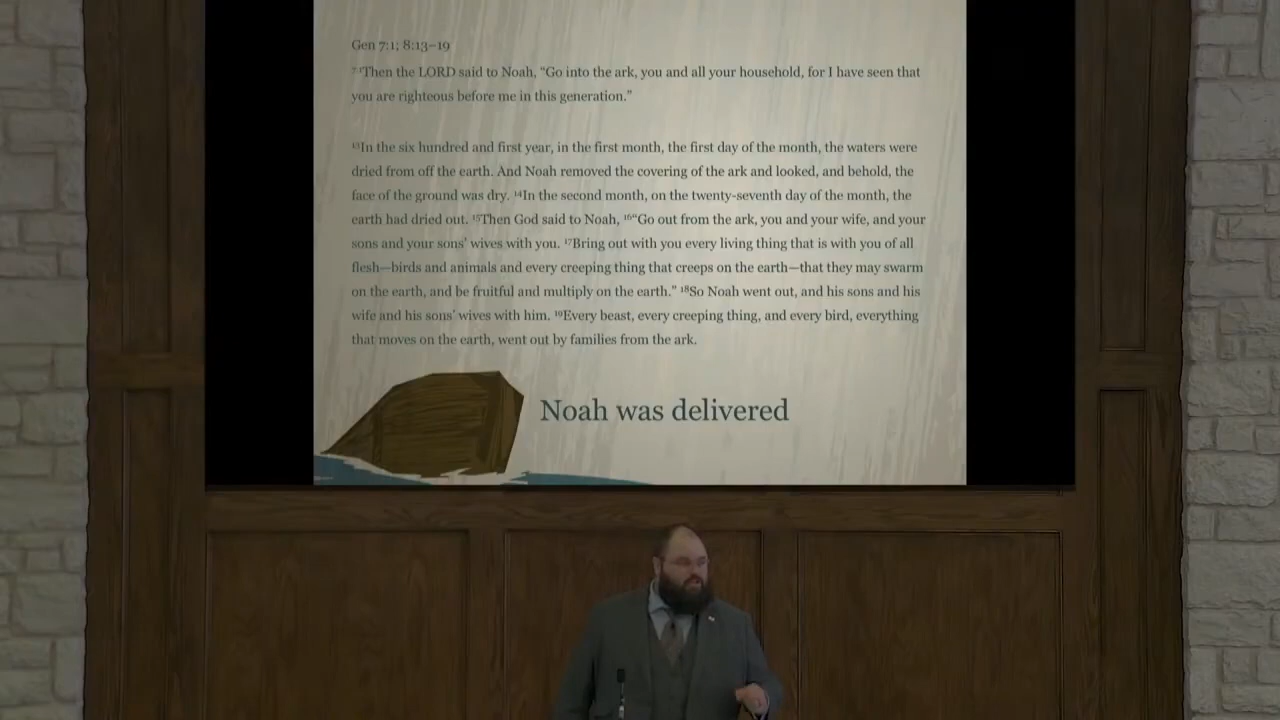 Gen 7:1; 8:13–19
7:1Then the LORD said to Noah, “Go into the ark, you and all your household, for I have seen that
you are righteous before me in this generation.”
13In the six hundred and first year, in the first month, the first day of the month, the waters were
dried from off the earth. And Noah removed the covering of the ark and looked, and behold, the
face of the ground was dry. 14In the second month, on the twenty-seventh day of the month, the
earth had dried out. 15Then God said to Noah, 16“Go out from the ark, you and your wife, and your
sons and your sons’ wives with you. 17Bring out with you every living thing that is with you of all
flesh—birds and animals and every creeping thing that creeps on the earth—that they may swarm
on the earth, and be fruitful and multiply on the earth.” 18So Noah went out, and his sons and his
wife and his sons’ wives with him. 19Every beast, every creeping thing, and every bird, everything
that moves on the earth, went out by families from the ark.
Noah was delivered